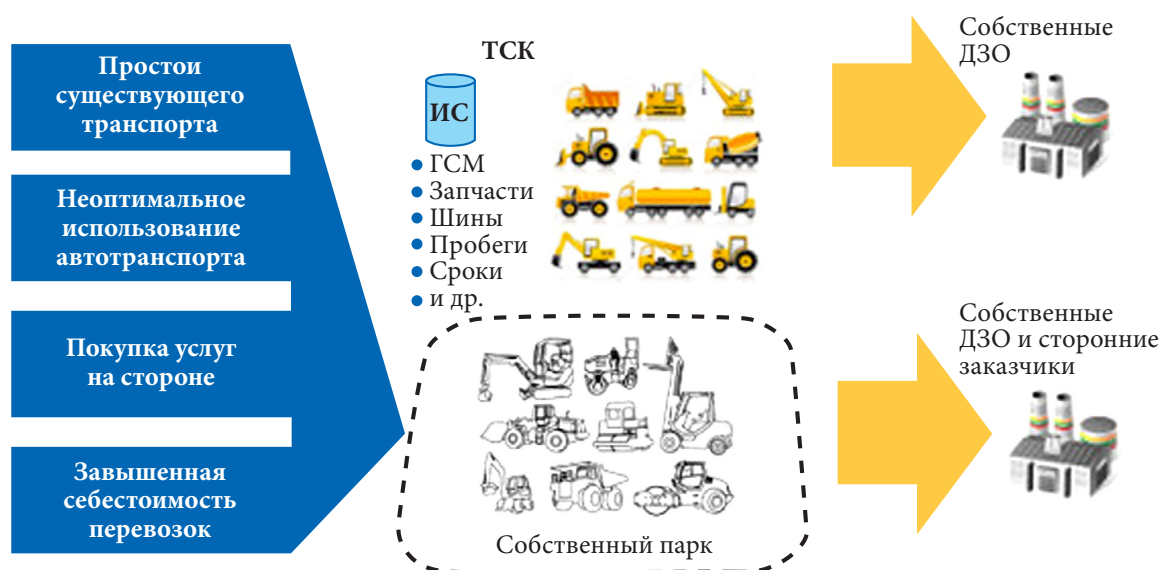 Простои
существующего
транспорта
Неоптимальное
использование
автотранспорта
Покупка услуг
на стороне
Завышенная
себестоимость
перевозок
ТСК
ИС
ГСМ
Запчасти
Шины
Пробеги
Сроки
и др.
Собственный парк
Собственные
ДЗО
Собственные
ДЗО и сторонние
заказчики